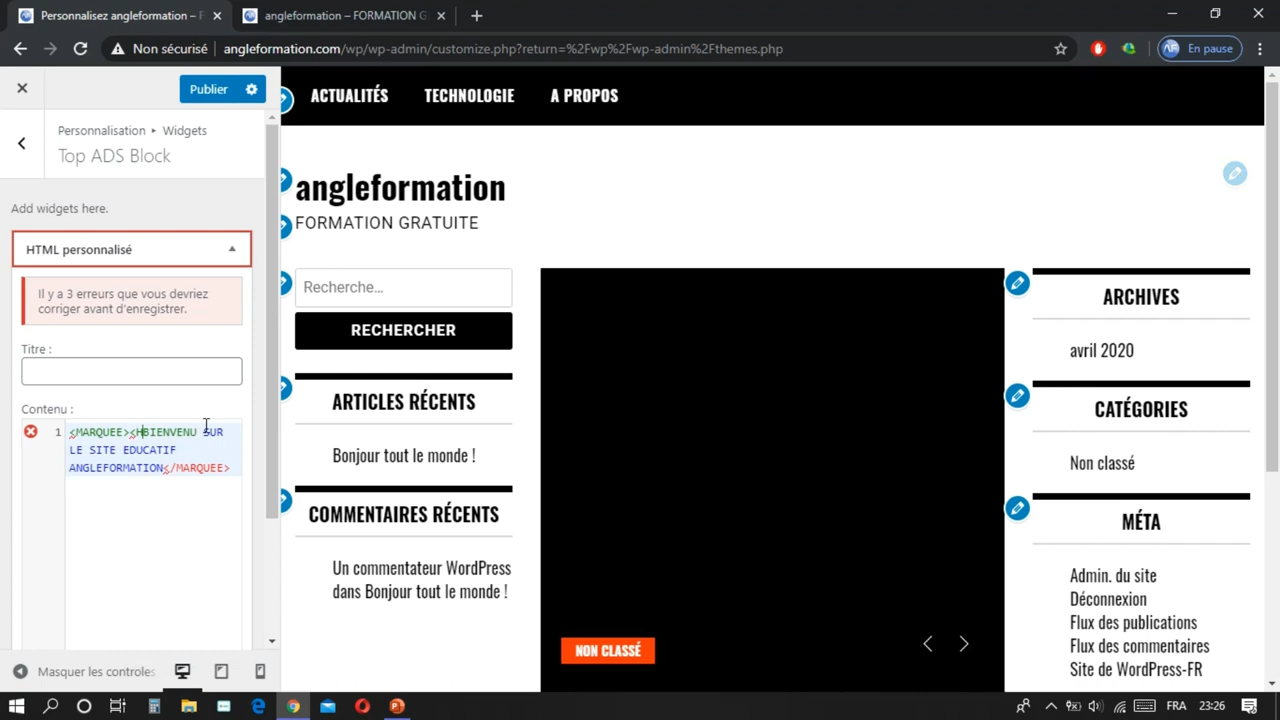 Personnalisez angleformation – F
angleformation – FORMATION G
Non sécurisé
angleformation.com/wp/wp-admin/customize.php?return=%2Fwp%2Fwp-admin%2Fthemes.php
En pause
Publier
Personnalisation ▸ Widgets
Top ADS Block
Add widgets here.
HTML personnalisé
Il y a 3 erreurs que vous devriez
corriger avant d'enregistrer.
Titre :
Contenu :
1 <MARQUEE><HBIENVENU SUR
LE SITE EDUCATIF
ANGLEFORMATION</MARQUEE>
Masquer les controles
ACTUALITÉS TECHNOLOGIE A PROPOS
angleformation
FORMATION GRATUITE
Recherche...
RECHERCHER
ARTICLES RÉCENTS
Bonjour tout le monde !
COMMENTAIRES RÉCENTS
Un commentateur WordPress
dans Bonjour tout le monde !
NON CLASSÉ
ARCHIVES
avril 2020
CATÉGORIES
Non classé
MÉTA
Admin. du site
Déconnexion
Flux des publications
Flux des commentaires
Site de WordPress-FR
FRA 23:26